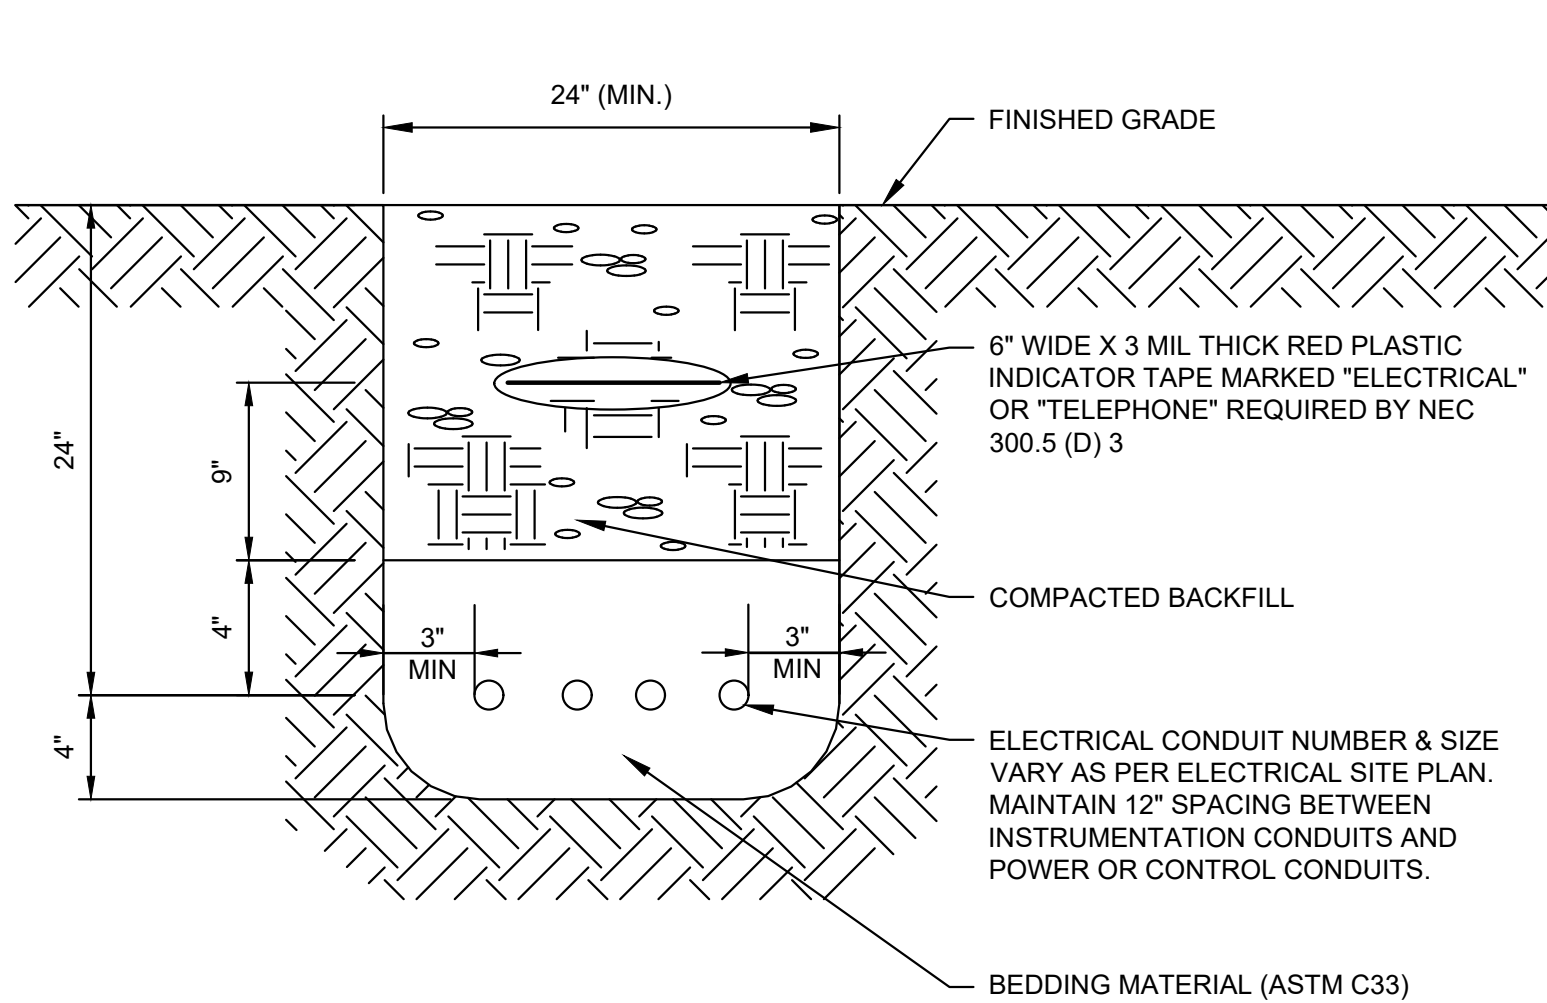 24" (MIN.)
FINISHED GRADE
6" WIDE X 3 MIL THICK RED PLASTIC
INDICATOR TAPE MARKED "ELECTRICAL"
OR "TELEPHONE" REQUIRED BY NEC
300.5 (D) 3
24"
9"
COMPACTED BACKFILL
4"
3"
MIN
3"
MIN
4"
ELECTRICAL CONDUIT NUMBER & SIZE
VARY AS PER ELECTRICAL SITE PLAN.
MAINTAIN 12" SPACING BETWEEN
INSTRUMENTATION CONDUITS AND
POWER OR CONTROL CONDUITS.
BEDDING MATERIAL (ASTM C33)